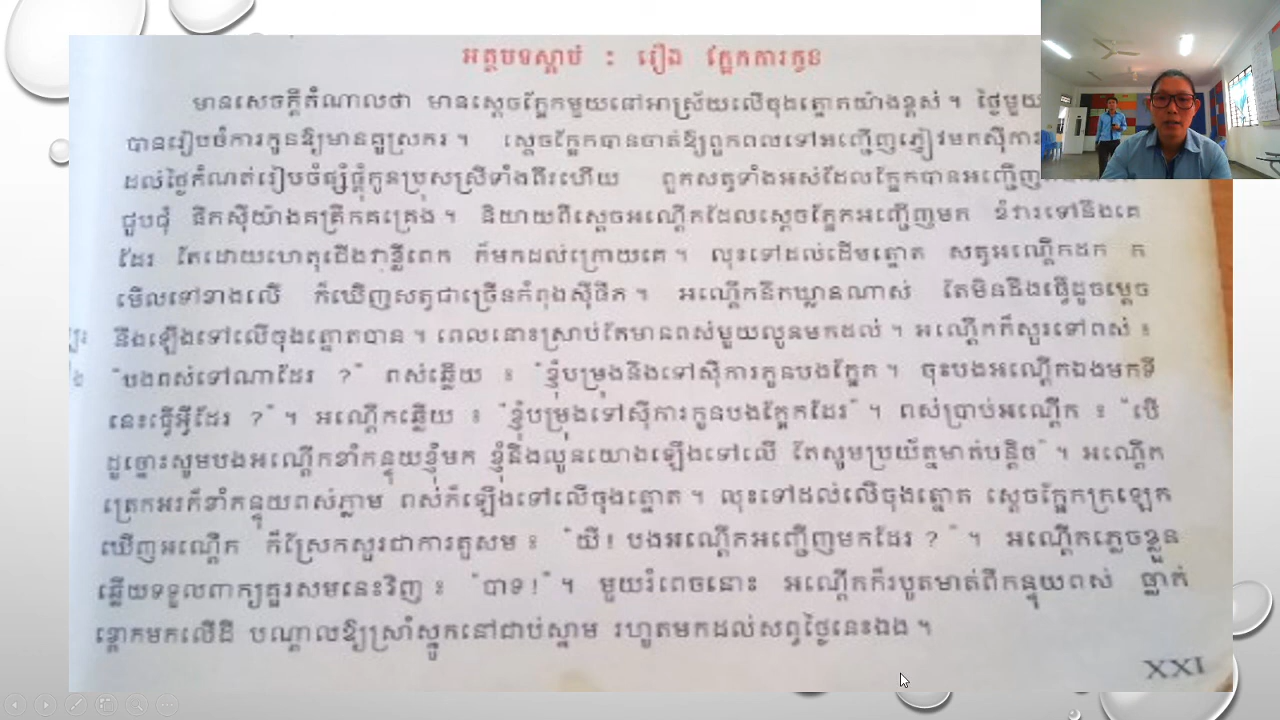 អត្ថបទស្តាប់ : រឿង ក្អែកការកូន
មានសេចក្តីតំណាលថា មានស្តេចក្អែកមួយនៅអាស្រ័យលើចុងត្នោតយ៉ាងខ្ពស់ ។ ថ្ងៃមួយ
បានរៀបចំការកូនឱ្យមានគូស្រករ ។ ស្តេចក្អែកបានចាត់ឱ្យពួកពលទៅអញ្ជើញភ្ញៀវមកស៊ីការ
ដល់ថ្ងៃកំណត់រៀបចំផ្សំផ្គុំកូនប្រុសស្រីទាំងពីរហើយ ពួកសត្វទាំងអស់ដែលក្អែកបានអញ្ជើញ
ជួបជុំ ផឹកស៊ីយ៉ាងគគ្រឹកគគ្រេង ។ និយាយពីស្តេចអណ្តើកដែលស្តេចក្អែកអញ្ជើញមក ខំវារទៅនឹងគេ
ដែរ តែដោយហេតុជើងវាខ្លីពេក ក៏មកដល់ក្រោយគេ ។ លុះទៅដល់ដើមត្នោត សត្វអណ្តើកដក ក
មើលទៅខាងលើ ក៏ឃើញសត្វជាច្រើនកំពុងស៊ីផឹក ។ អណ្តើកនឹកឃ្លានណាស់ តែមិនដឹងធ្វើដូចម្តេច
នឹងឡើងទៅលើចុងត្នោតបាន ។ ពេលនោះស្រាប់តែមានពស់មួយលូនមកដល់ ។ អណ្តើកក៏សួរទៅពស់ ៖
"បងពស់ទៅណាដែរ ?" ពស់ឆ្លើយ ៖ "ខ្ញុំបម្រុងនឹងទៅស៊ីការកូនបងក្អែក ។ ចុះបងអណ្តើកឯងមកទី
នេះធ្វើអ្វីដែរ ?" ។ អណ្តើកឆ្លើយ ៖ "ខ្ញុំបម្រុងទៅស៊ីការកូនបងក្អែកដែរ" ។ ពស់ប្រាប់អណ្តើក ៖ "បើ
ដូច្នោះសូមបងអណ្តើកខាំកន្ទុយខ្ញុំមក ខ្ញុំនឹងលូនយោងឡើងទៅលើ តែសូមប្រយ័ត្នមាត់បន្តិច" ។ អណ្តើក
ត្រេកអរក៏ខាំកន្ទុយពស់ភ្លាម ពស់ក៏ឡើងទៅលើចុងត្នោត ។ លុះទៅដល់លើចុងត្នោត ស្តេចក្អែកក្រឡេក
ឃើញអណ្តើក ក៏ស្រែកសួរជាការគួរសម ៖ "យី! បងអណ្តើកអញ្ជើញមកដែរ ?" ។ អណ្តើកភ្លេចខ្លួន
ឆ្លើយទទួលពាក្យគួរសមនេះវិញ ៖ "បាទ!" ។ មួយរំពេចនោះ អណ្តើកក៏របូតមាត់ពីកន្ទុយពស់ ធ្លាក់
ខ្ពោកមកលើដី បណ្តាលឱ្យស្រាំស្នូកនៅជាប់ស្នាម រហូតមកដល់សព្វថ្ងៃនេះឯង ។
XXI